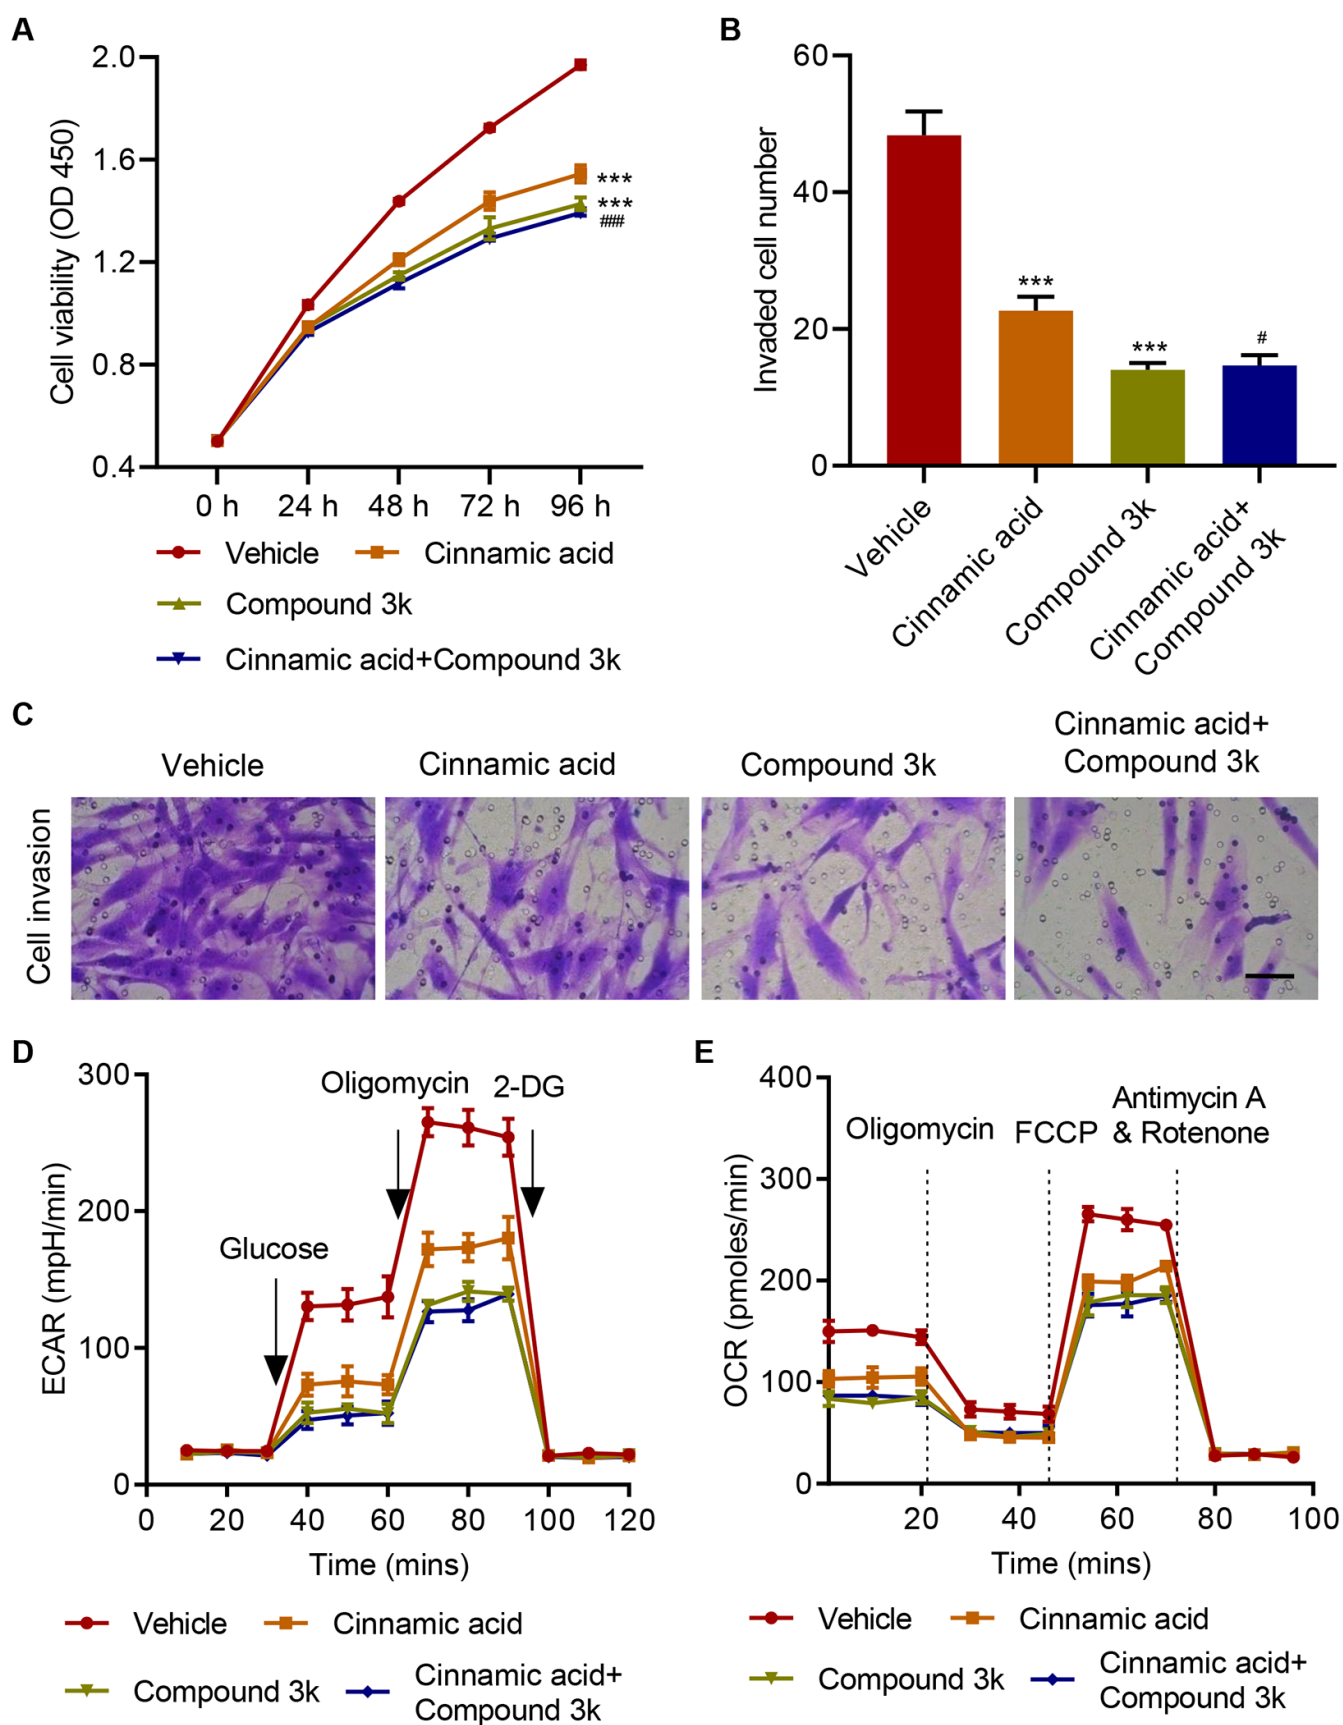 A
2.0
1.6
1.2
0.8
0.4
Cell viability (OD 450)
***
***
###
0 h 24 h 48 h 72 h 96 h
Vehicle Cinnamic acid
Compound 3k
Cinnamic acid+Compound 3k
B
60
40
20
0
Invaded cell number
***
***
#
Vehicle
Cinnamic acid
Compound 3k
Cinnamic acid+
Compound 3k
C
Vehicle
Cinnamic acid
Compound 3k
Cinnamic acid+
Compound 3k
Cell invasion
D
300
200
100
0
ECAR (mpH/min)
Glucose
Oligomycin
2-DG
0 20 40 60 80 100 120
Time (mins)
Vehicle Cinnamic acid
Compound 3k
Cinnamic acid+
Compound 3k
E
400
300
200
100
0
OCR (pmoles/min)
Oligomycin
FCCP
Antimycin A
& Rotenone
20 40 60 80 100
Time (mins)
Vehicle Cinnamic acid
Compound 3k
Cinnamic acid+
Compound 3k